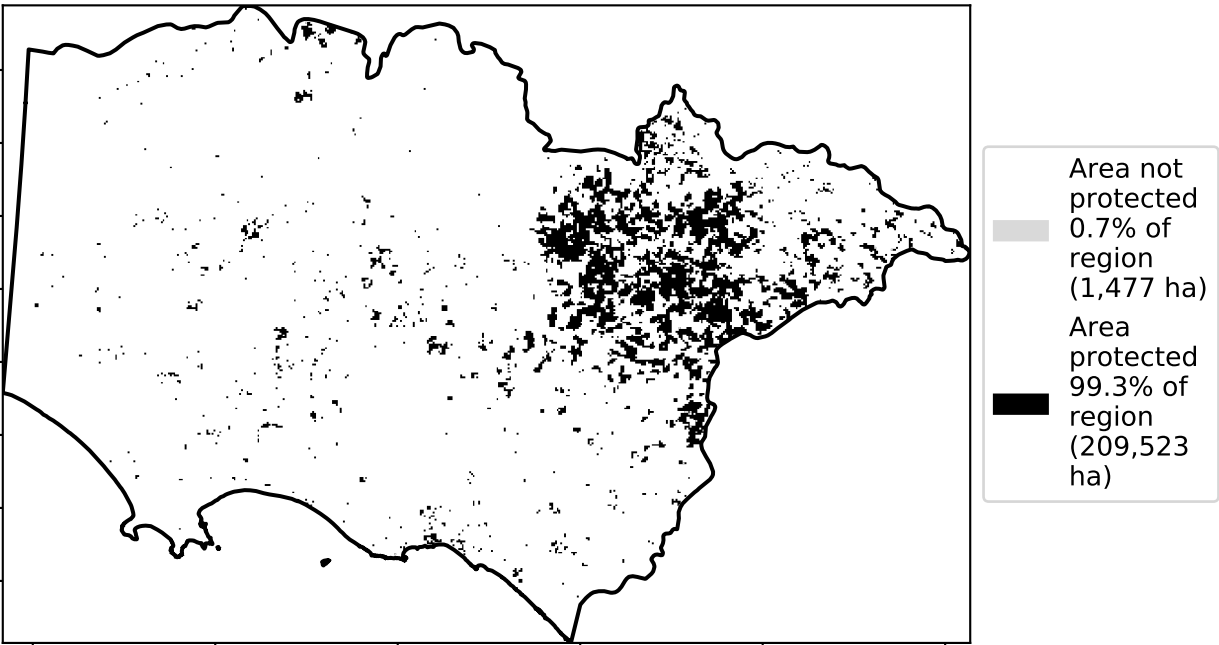 Area not
protected
0.7% of
region
(1,477 ha)
Area
protected
99.3% of
region
(209,523
ha)